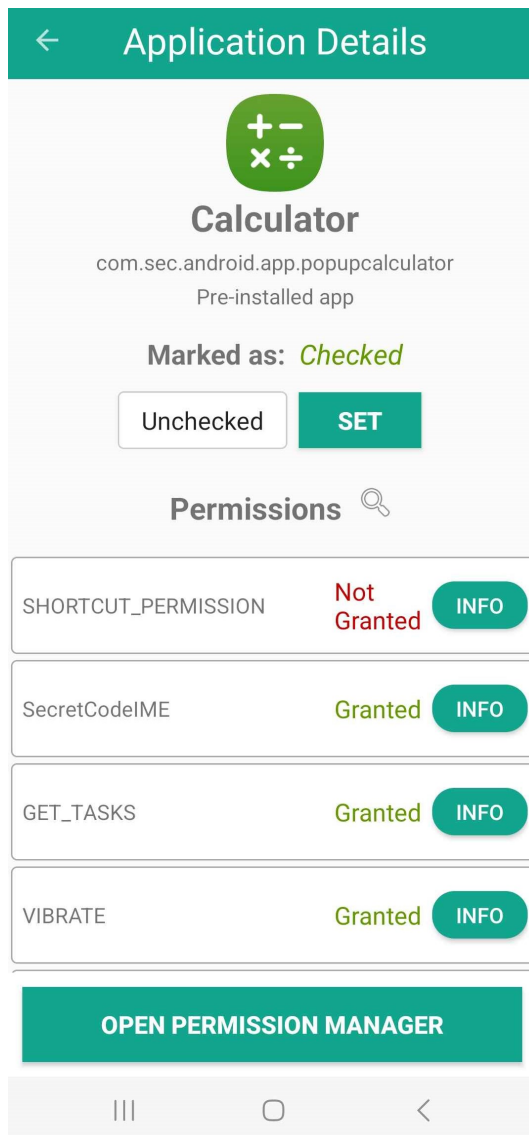 Application Details
Calculator
com.sec.android.app.popupcalculator
Pre-installed app
Marked as: Checked
Unchecked SET
Permissions
SHORTCUT_PERMISSION Not Granted INFO
SecretCodeIME Granted INFO
GET_TASKS Granted INFO
VIBRATE Granted INFO
OPEN PERMISSION MANAGER